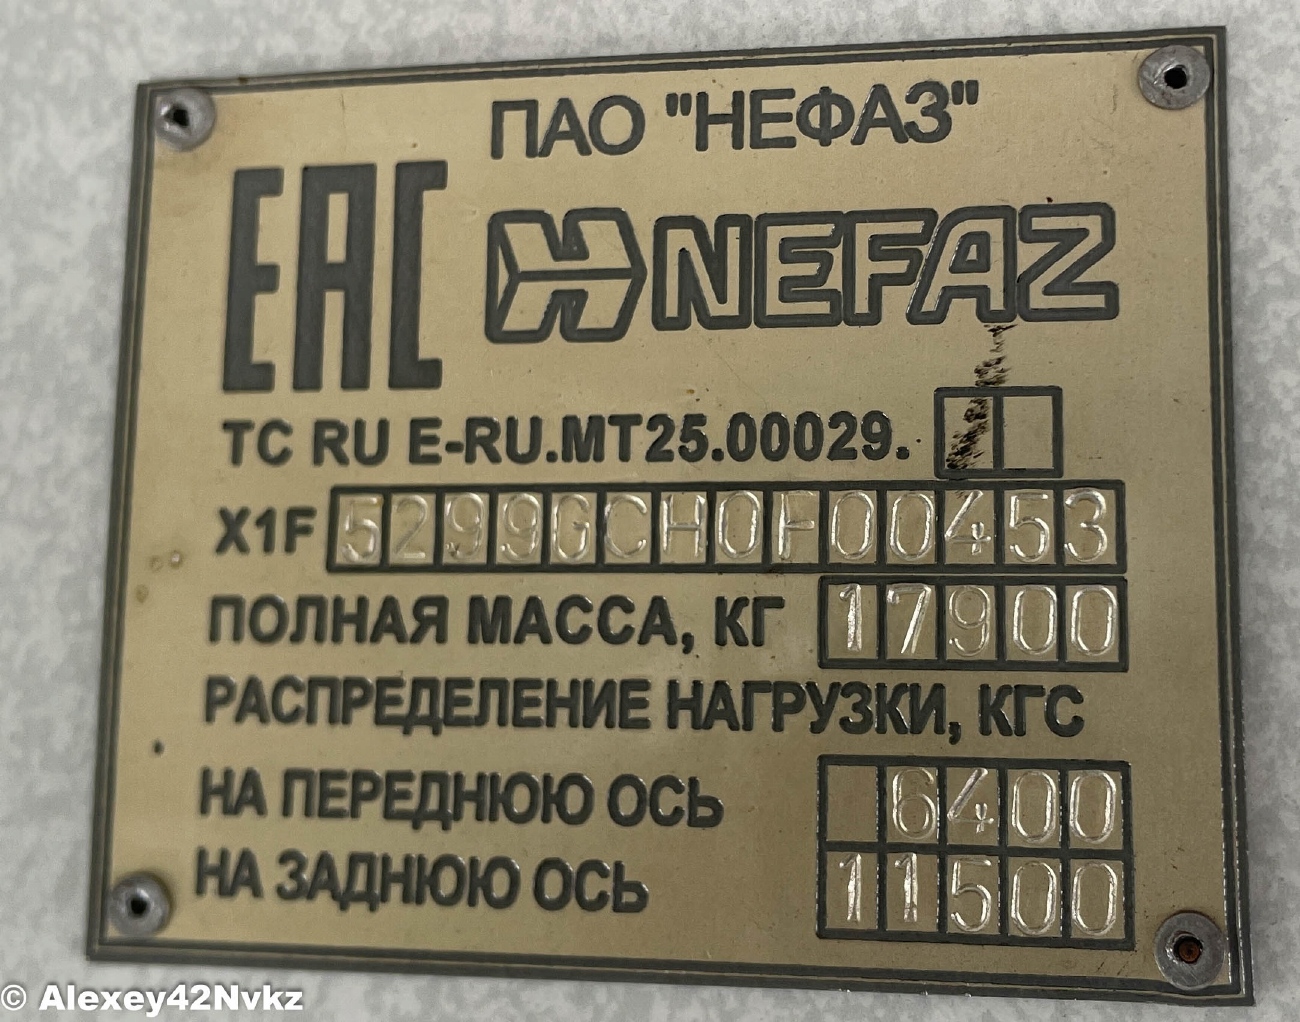 ПАО "НЕФАЗ"
EAC
NEFAZ
ТС RU E-RU.MT25.00029.
X1F 5299GCH0F00453
ПОЛНАЯ МАССА, КГ 17900
РАСПРЕДЕЛЕНИЕ НАГРУЗКИ, КГС
НА ПЕРЕДНЮЮ ОСЬ 6400
НА ЗАДНЮЮ ОСЬ 11500
© Alexey42Nvkz